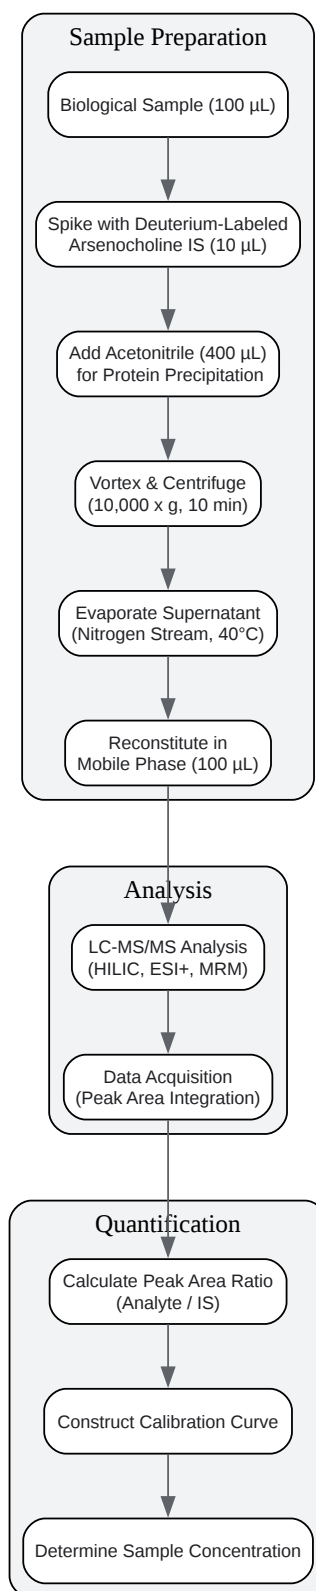 Sample Preparation
Biological Sample (100 µL)
Spike with Deuterium-Labeled
Arsenocholine IS (10 µL)
Add Acetonitrile (400 µL)
for Protein Precipitation
Vortex & Centrifuge
(10,000 x g, 10 min)
Evaporate Supernatant
(Nitrogen Stream, 40°C)
Reconstitute in
Mobile Phase (100 µL)
Analysis
LC-MS/MS Analysis
(HILIC, ESI+, MRM)
Data Acquisition
(Peak Area Integration)
Quantification
Calculate Peak Area Ratio
(Analyte / IS)
Construct Calibration Curve
Determine Sample Concentration